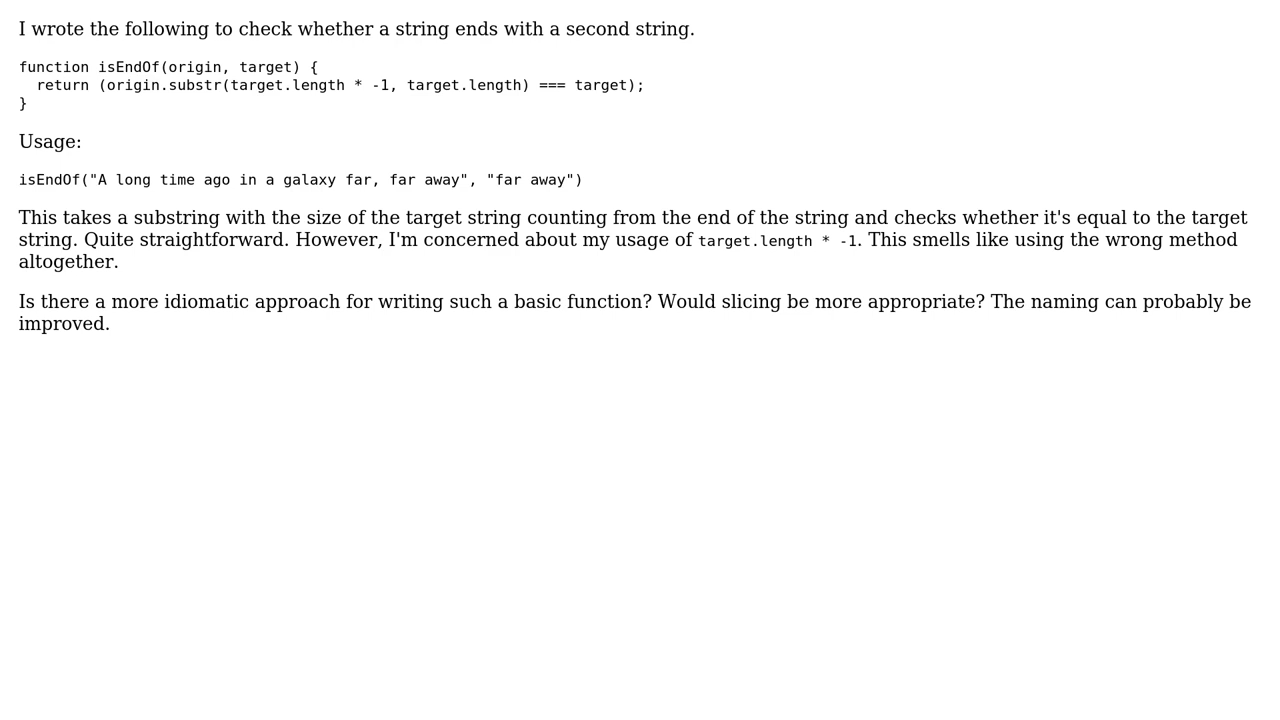 I wrote the following to check whether a string ends with a second string.
function isEndOf(origin, target) {
  return (origin.substr(target.length * -1, target.length) === target);
}
Usage:
isEndOf("A long time ago in a galaxy far, far away", "far away")
This takes a substring with the size of the target string counting from the end of the string and checks whether it's equal to the target
string. Quite straightforward. However, I'm concerned about my usage of target.length * -1. This smells like using the wrong method
altogether.
Is there a more idiomatic approach for writing such a basic function? Would slicing be more appropriate? The naming can probably be
improved.